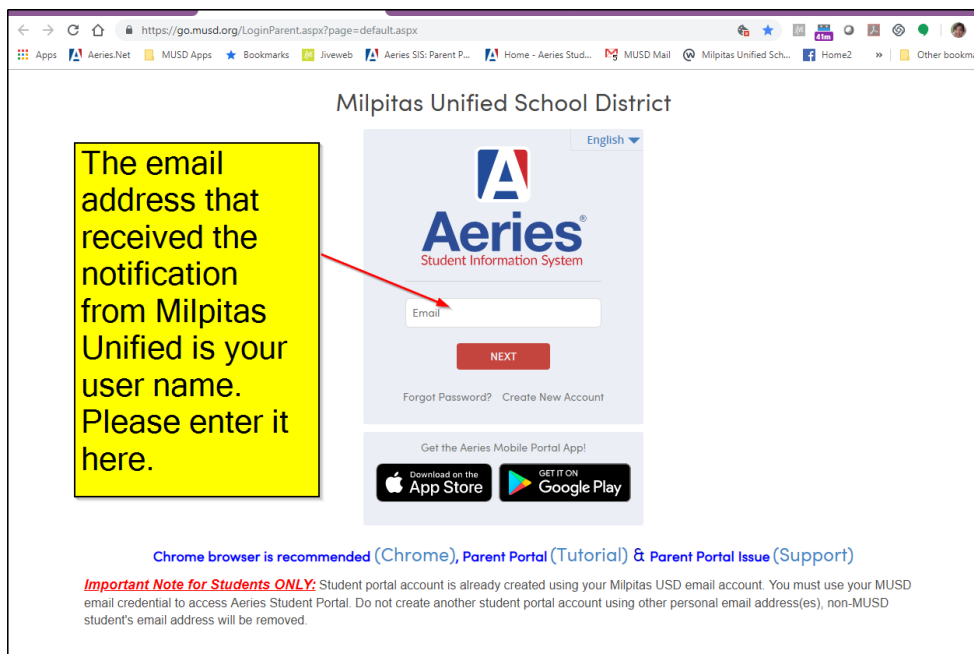 https://go.musd.org/LoginParent.aspx?page=default.aspx
41m
Apps Aeries.Net MUSD Apps Bookmarks Jiveweb Aeries SIS: Parent P... Home - Aeries Stud... MUSD Mail Milpitas Unified Sch... Home2 » Other bookma
Milpitas Unified School District
English
The email
address that
received the
notification
from Milpitas
Unified is your
user name.
Please enter it
here.
Aeries®
Student Information System
Email
NEXT
Forgot Password? Create New Account
Get the Aeries Mobile Portal App!
Download on the
App Store
GET IT ON
Google Play
Chrome browser is recommended (Chrome), Parent Portal (Tutorial) & Parent Portal Issue (Support)
Important Note for Students ONLY: Student portal account is already created using your Milpitas USD email account. You must use your MUSD
email credential to access Aeries Student Portal. Do not create another student portal account using other personal email address(es), non-MUSD
student's email address will be removed.